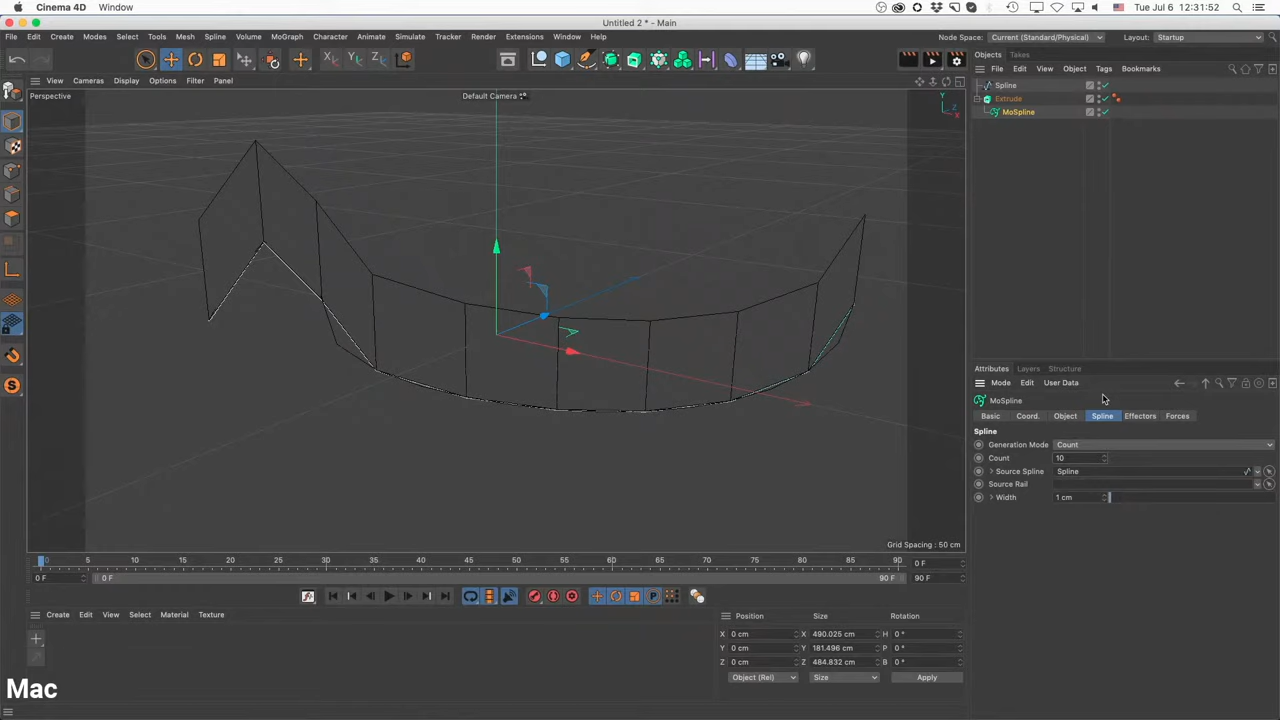 Cinema 4D Window
Tue Jul 6 12:31:52
Untitled 2 * - Main
File Edit Create Modes Select Tools Mesh Spline Volume MoGraph Character Animate Simulate Tracker Render Extensions Window Help
Node Space: Current (Standard/Physical) Layout: Startup
X Y Z
Objects Takes
File Edit View Object Tags Bookmarks
View Cameras Display Options Filter Panel
Spline
Extrude
MoSpline
Perspective
Default Camera
Y
Z
X
Attributes Layers Structure
Mode Edit User Data
MoSpline
Basic Coord. Object Spline Effectors Forces
Spline
Generation Mode Count
Count 10
Source Spline Spline
Source Rail
Width 1 cm
Grid Spacing : 50 cm
0 5 10 15 20 25 30 35 40 45 50 55 60 65 70 75 80 85 90 0 F
0 F 0 F 90 F 90 F
Create Edit View Select Material Texture
Position Size Rotation
X 0 cm X 490.025 cm H 0 °
Y 0 cm Y 181.496 cm P 0 °
Z 0 cm Z 484.832 cm B 0 °
Object (Rel) Size Apply
Mac